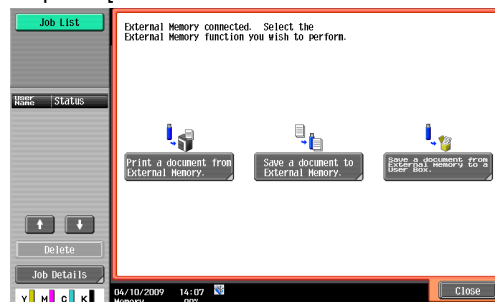 Job List
External Memory connected. Select the
External Memory function you wish to perform.
User
Name
Status
Print a document from
External Memory.
Save a document to
External Memory.
Save a document from
External Memory to a
User Box.
Delete
Job Details
Y M C K
04/10/2009 14:07
Memory 99%
Close